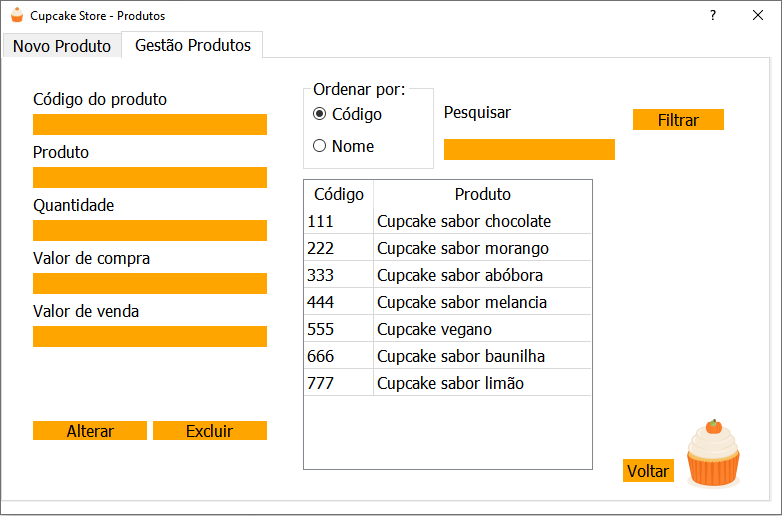 Cupcake Store - Produtos
?
Novo Produto
Gestão Produtos
Código do produto
Produto
Quantidade
Valor de compra
Valor de venda
Alterar
Excluir
Ordenar por:
Código
Nome
Pesquisar
Filtrar
Código Produto
111 Cupcake sabor chocolate
222 Cupcake sabor morango
333 Cupcake sabor abóbora
444 Cupcake sabor melancia
555 Cupcake vegano
666 Cupcake sabor baunilha
777 Cupcake sabor limão
Voltar